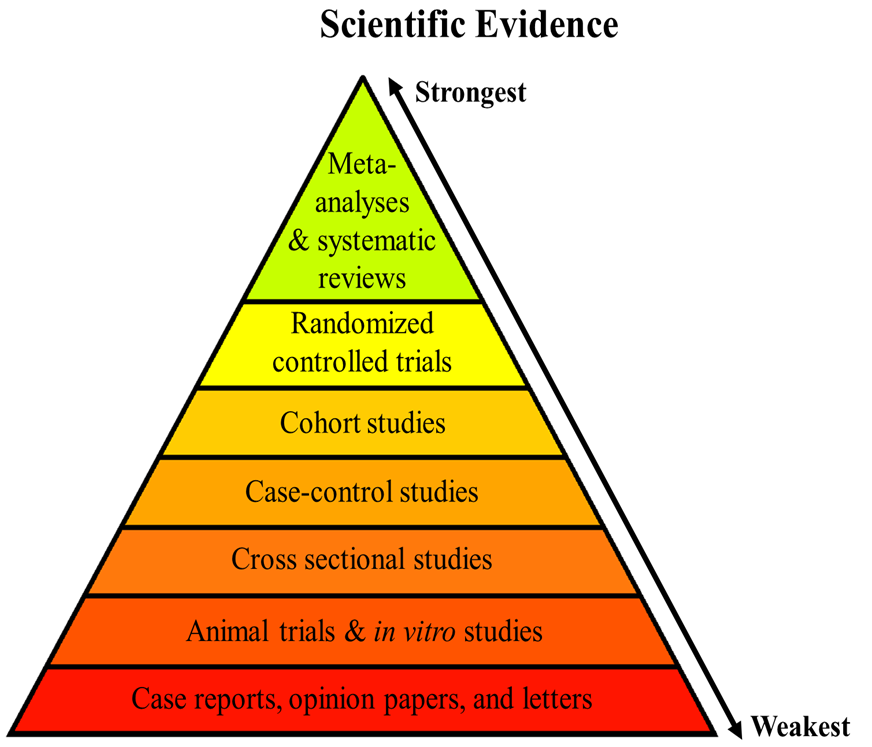 Scientific Evidence
Strongest
Meta-
analyses
& systematic
reviews
Randomized
controlled trials
Cohort studies
Case-control studies
Cross sectional studies
Animal trials & in vitro studies
Case reports, opinion papers, and letters
Weakest